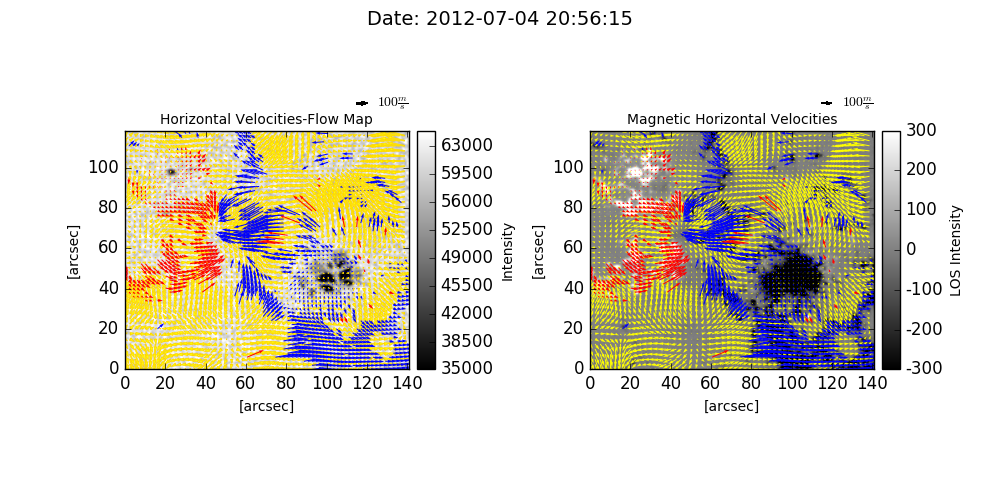 Date: 2012-07-04 20:56:15
100 m/s
Horizontal Velocities-Flow Map
100
80
60
40
20
0
[arcsec]
0 20 40 60 80 100 120 140
[arcsec]
63000
59500
56000
52500
49000
45500
42000
38500
35000
Intensity
100 m/s
Magnetic Horizontal Velocities
100
80
60
40
20
0
[arcsec]
0 20 40 60 80 100 120 140
[arcsec]
300
200
100
0
-100
-200
-300
LOS Intensity